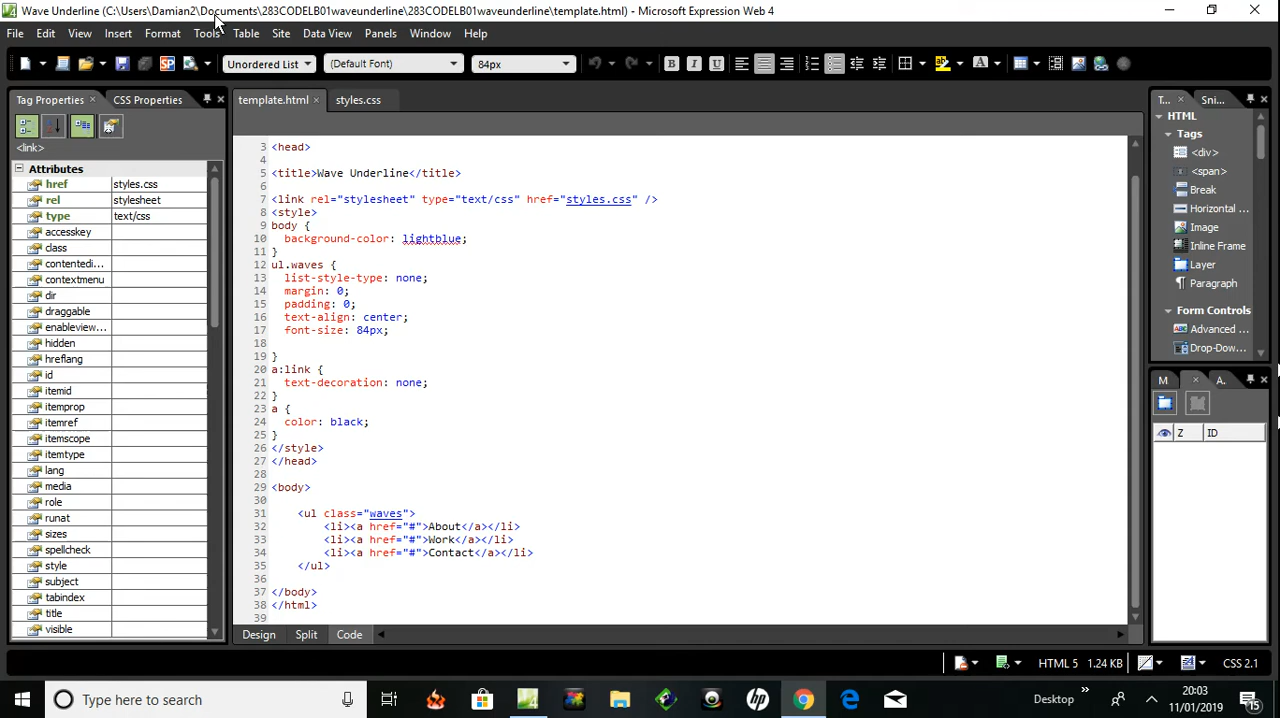 Wave Underline (C:\Users\Damian2\Documents\283CODELB01waveunderline\283CODELB01waveunderline\template.html) - Microsoft Expression Web 4
File Edit View Insert Format Tools Table Site Data View Panels Window Help
Unordered List (Default Font) 84px
Tag Properties CSS Properties
<link>
Attributes
href styles.css
rel stylesheet
type text/css
accesskey
class
contentedi...
contextmenu
dir
draggable
enableview...
hidden
hreflang
id
itemid
itemprop
itemref
itemscope
itemtype
lang
media
role
runat
sizes
spellcheck
style
subject
tabindex
title
visible
template.html styles.css
3 <head>
4
5 <title>Wave Underline</title>
6
7 <link rel="stylesheet" type="text/css" href="styles.css" />
8 <style>
9 body {
10 background-color: lightblue;
11 }
12 ul.waves {
13 list-style-type: none;
14 margin: 0;
15 padding: 0;
16 text-align: center;
17 font-size: 84px;
18
19 }
20 a:link {
21 text-decoration: none;
22 }
23 a {
24 color: black;
25 }
26 </style>
27 </head>
28
29 <body>
30
31 <ul class="waves">
32 <li><a href="#">About</a></li>
33 <li><a href="#">Work</a></li>
34 <li><a href="#">Contact</a></li>
35 </ul>
36
37 </body>
38 </html>
39
Design Split Code
T... Sni...
HTML
Tags
<div>
<span>
Break
Horizontal ...
Image
Inline Frame
Layer
Paragraph
Form Controls
Advanced ...
Drop-Dow...
M A.
Z ID
HTML 5 1.24 KB CSS 2.1
Type here to search
Desktop
20:03
11/01/2019
15